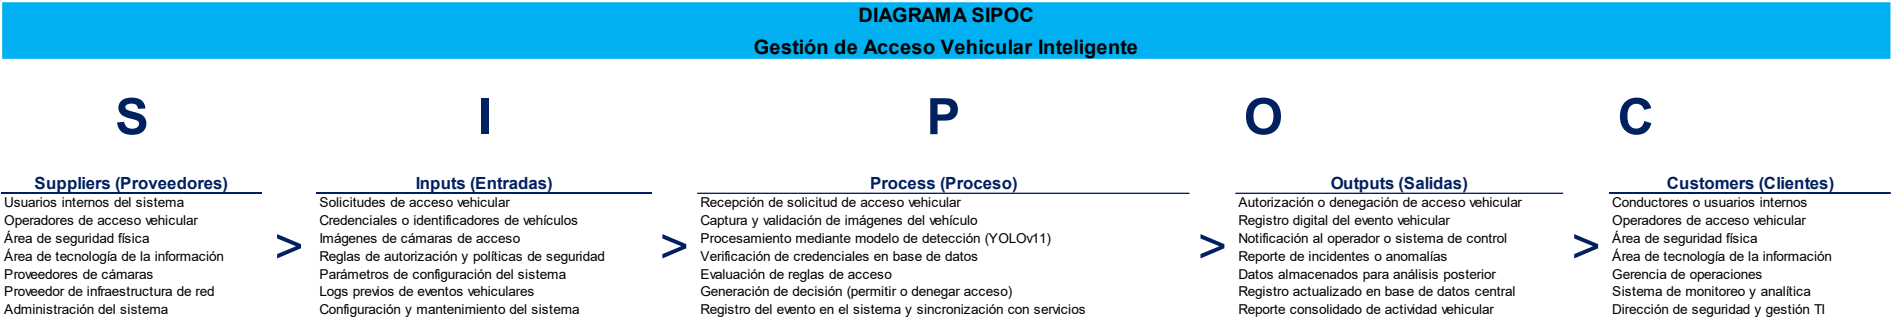 DIAGRAMA SIPOC
Gestión de Acceso Vehicular Inteligente
S
I
P
O
C
Suppliers (Proveedores)
Usuarios internos del sistema
Operadores de acceso vehicular
Área de seguridad física
Área de tecnología de la información
Proveedores de cámaras
Proveedor de infraestructura de red
Administración del sistema
>
Inputs (Entradas)
Solicitudes de acceso vehicular
Credenciales o identificadores de vehículos
Imágenes de cámaras de acceso
Reglas de autorización y políticas de seguridad
Parámetros de configuración del sistema
Logs previos de eventos vehiculares
Configuración y mantenimiento del sistema
>
Process (Proceso)
Recepción de solicitud de acceso vehicular
Captura y validación de imágenes del vehículo
Procesamiento mediante modelo de detección (YOLOv11)
Verificación de credenciales en base de datos
Evaluación de reglas de acceso
Generación de decisión (permitir o denegar acceso)
Registro del evento en el sistema y sincronización con servicios
>
Outputs (Salidas)
Autorización o denegación de acceso vehicular
Registro digital del evento vehicular
Notificación al operador o sistema de control
Reporte de incidentes o anomalías
Datos almacenados para análisis posterior
Registro actualizado en base de datos central
Reporte consolidado de actividad vehicular
>
Customers (Clientes)
Conductores o usuarios internos
Operadores de acceso vehicular
Área de seguridad física
Área de tecnología de la información
Gerencia de operaciones
Sistema de monitoreo y analítica
Dirección de seguridad y gestión TI